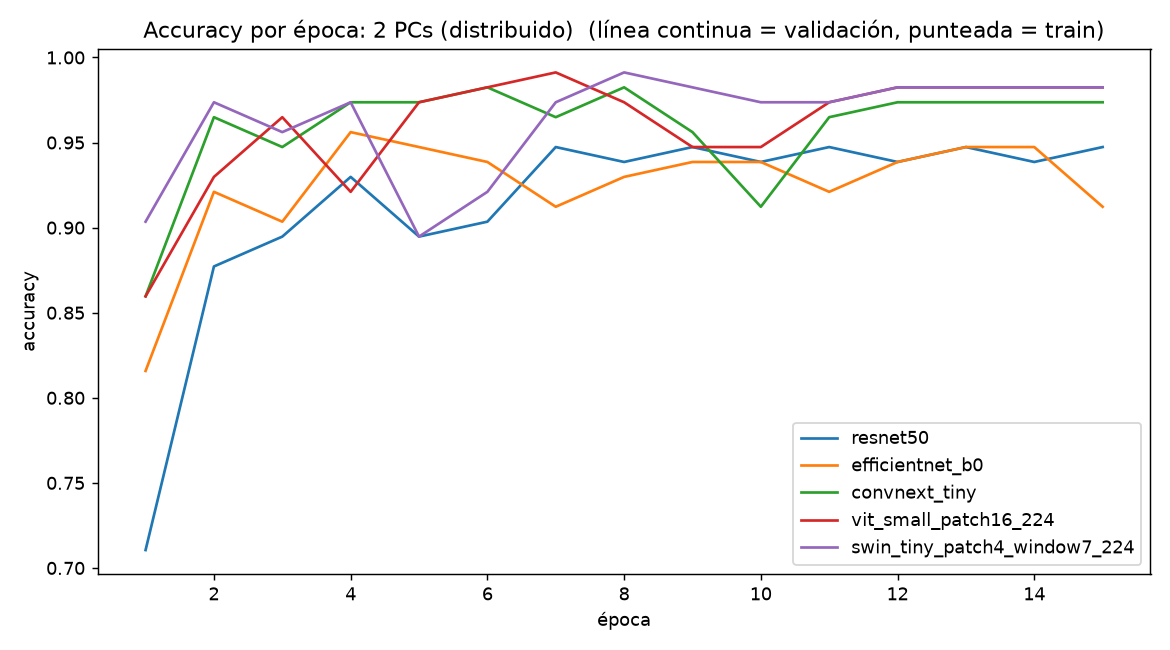 Accuracy por época: 2 PCs (distribuido)  (línea continua = validación, punteada = train)
1.00
0.95
0.90
0.85
0.80
0.75
0.70
accuracy
2 4 6 8 10 12 14
época
resnet50
efficientnet_b0
convnext_tiny
vit_small_patch16_224
swin_tiny_patch4_window7_224